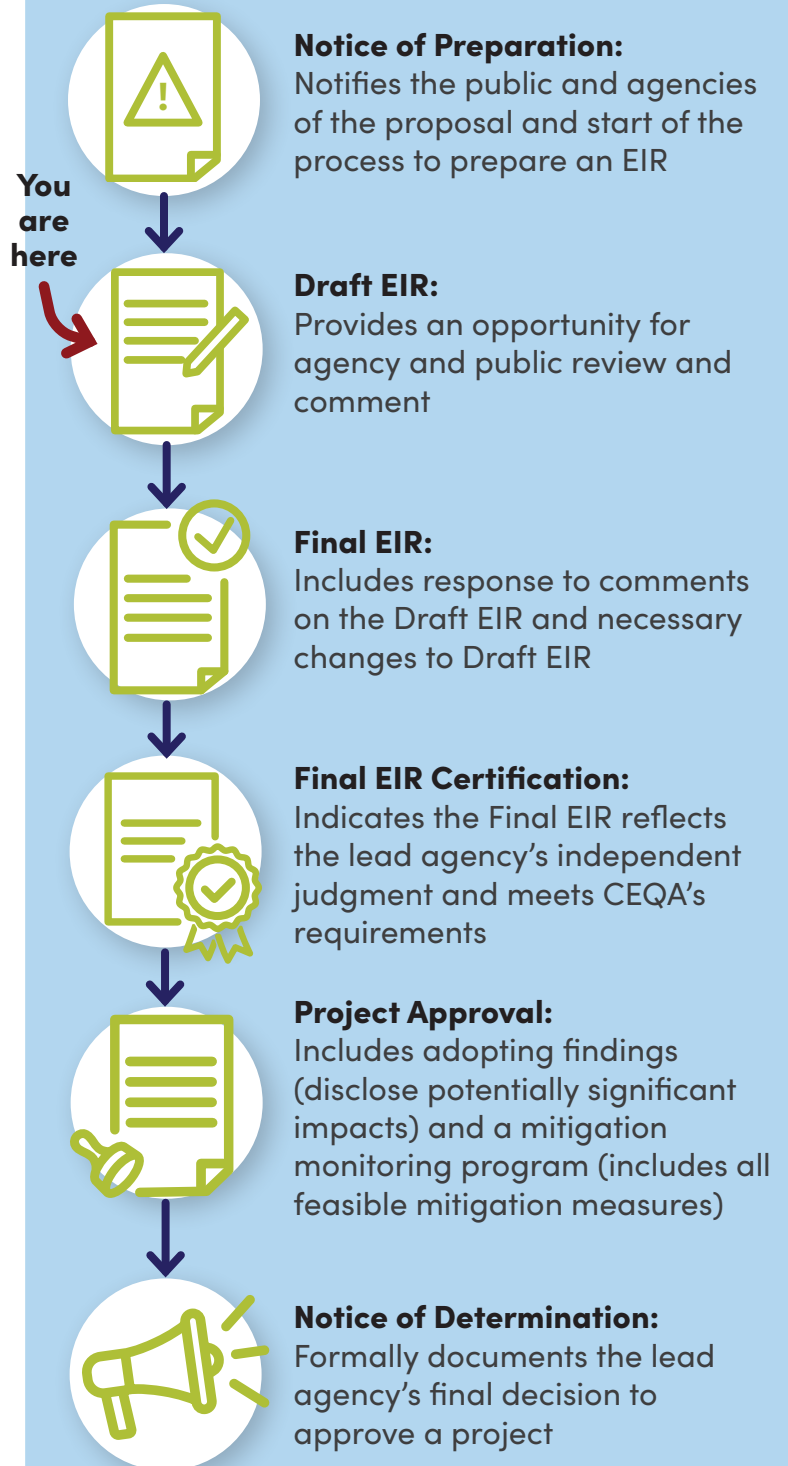 Notice of Preparation:
Notifies the public and agencies
of the proposal and start of the
process to prepare an EIR
You
are
here
Draft EIR:
Provides an opportunity for
agency and public review and
comment
Final EIR:
Includes response to comments
on the Draft EIR and necessary
changes to Draft EIR
Final EIR Certification:
Indicates the Final EIR reflects
the lead agency’s independent
judgment and meets CEQA’s
requirements
Project Approval:
Includes adopting findings
(disclose potentially significant
impacts) and a mitigation
monitoring program (includes all
feasible mitigation measures)
Notice of Determination:
Formally documents the lead
agency’s final decision to
approve a project